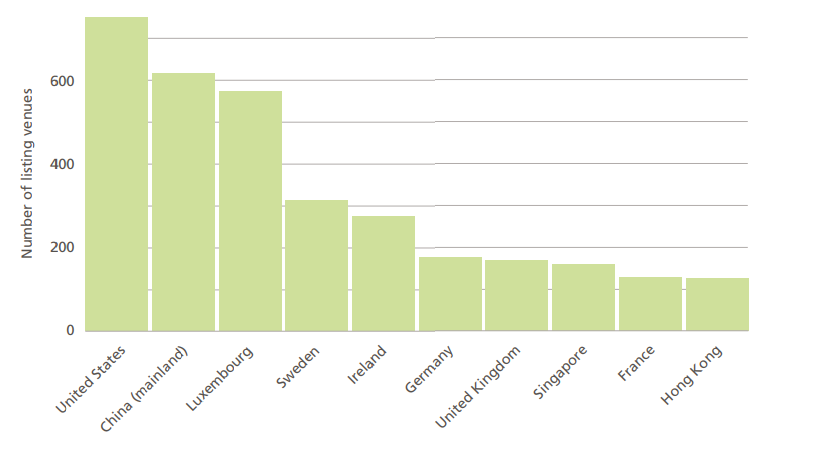 Number of listing venues
600
400
200
0
United States
China (mainland)
Luxembourg
Sweden
Ireland
Germany
United Kingdom
Singapore
France
Hong Kong